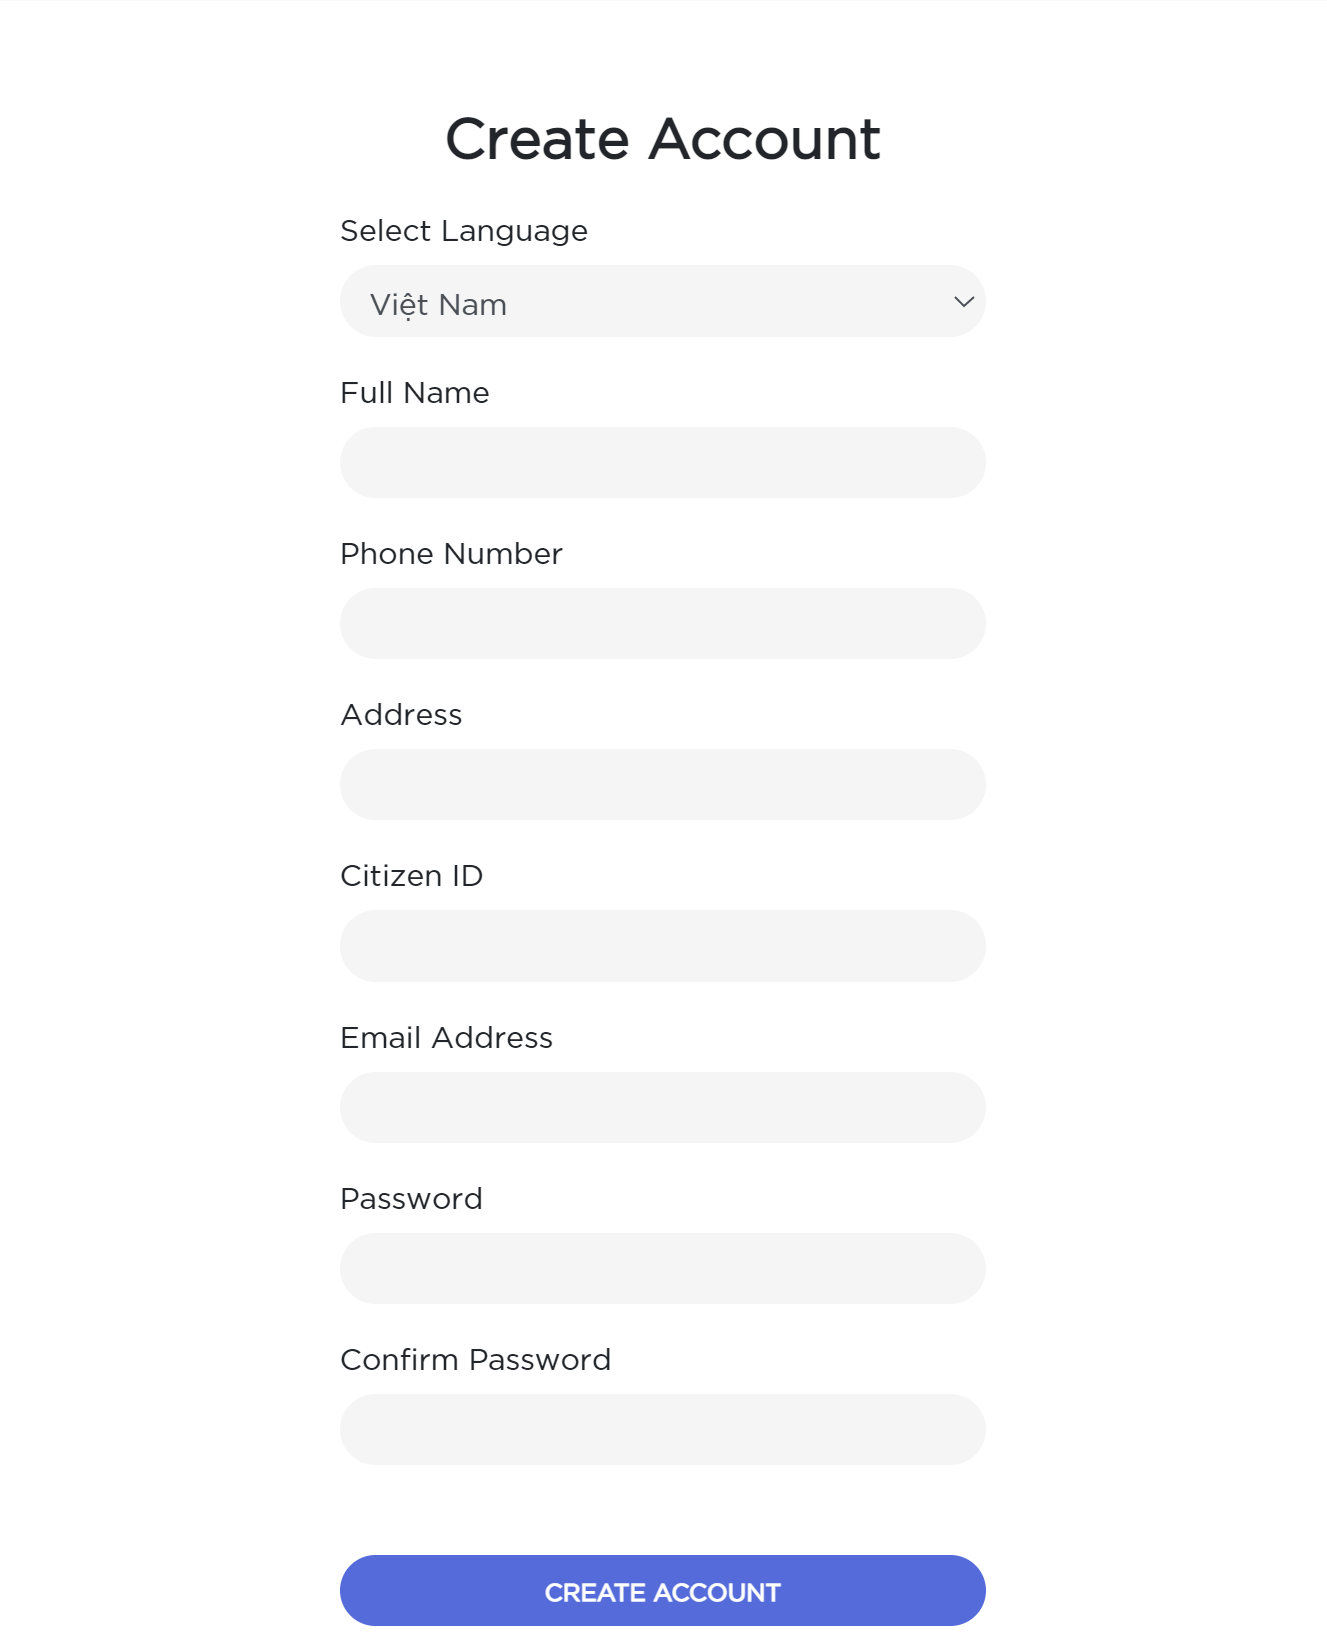 Create Account
Select Language
Việt Nam
Full Name
Phone Number
Address
Citizen ID
Email Address
Password
Confirm Password
CREATE ACCOUNT